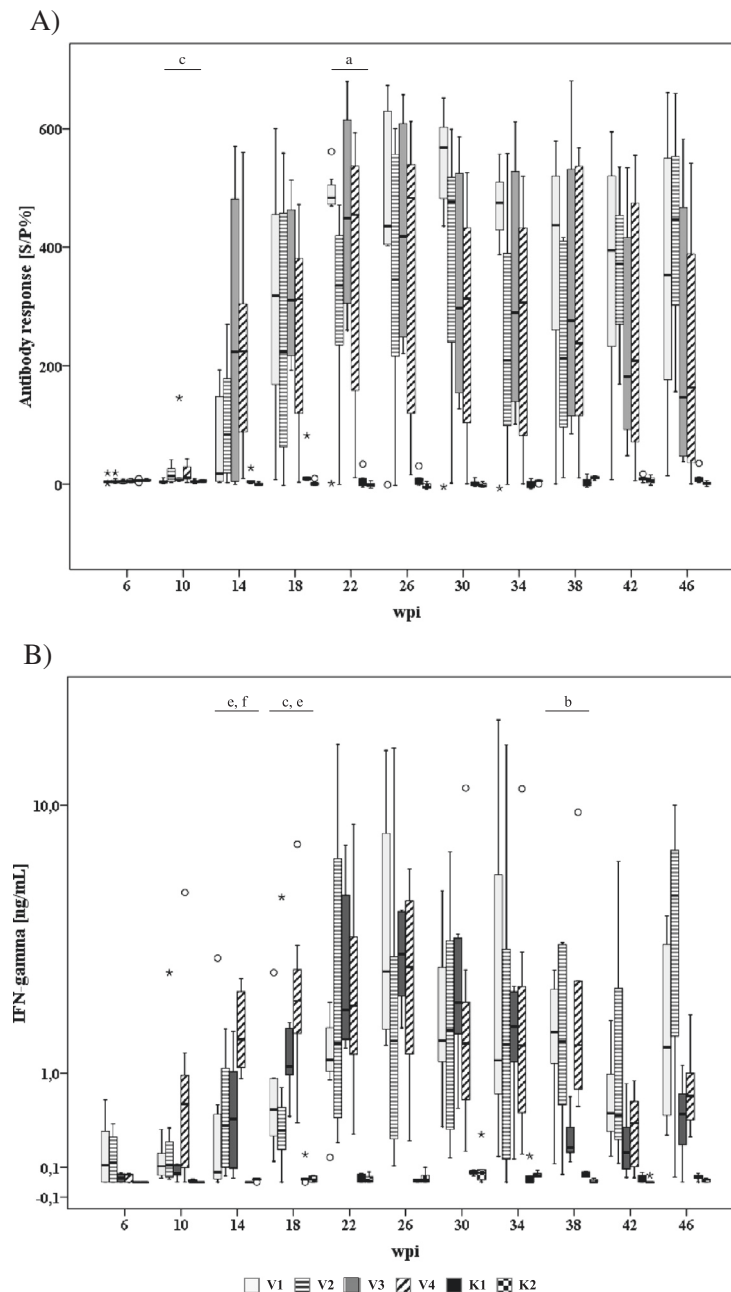 A)
c
a
Antibody response [S/P%]
600
400
200
0
6 10 14 18 22 26 30 34 38 42 46
wpi
B)
e, f
c, e
b
IFN-gamma [ng/mL]
10,0
1,0
0,1
-0,1
6 10 14 18 22 26 30 34 38 42 46
wpi
V1 V2 V3 V4 K1 K2